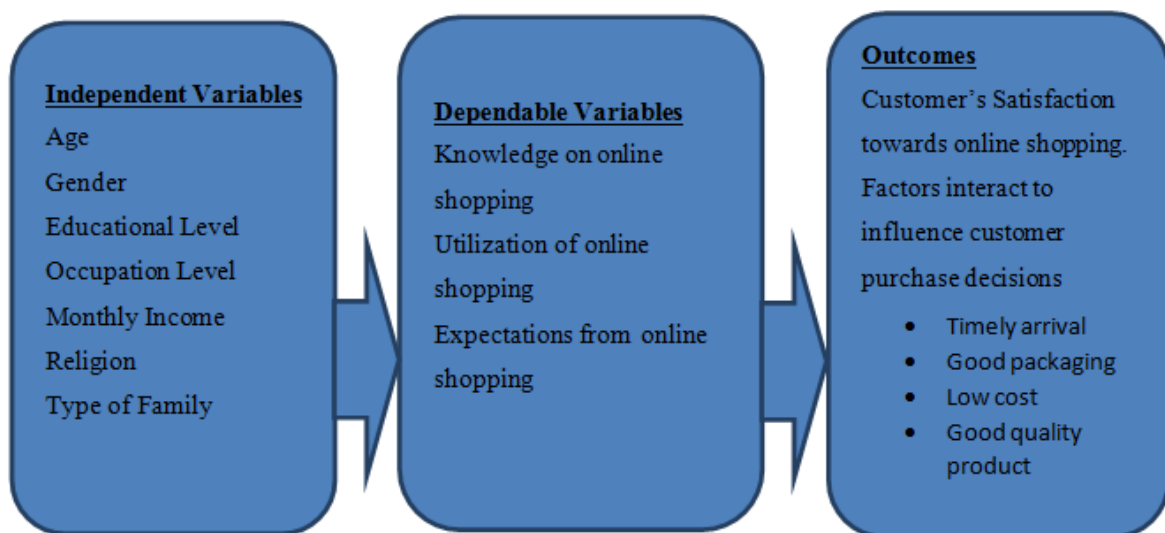 Independent Variables
Age
Gender
Educational Level
Occupation Level
Monthly Income
Religion
Type of Family
Dependable Variables
Knowledge on online
shopping
Utilization of online
shopping
Expectations from online
shopping
Outcomes
Customer’s Satisfaction
towards online shopping.
Factors interact to
influence customer
purchase decisions
• Timely arrival
• Good packaging
• Low cost
• Good quality
product